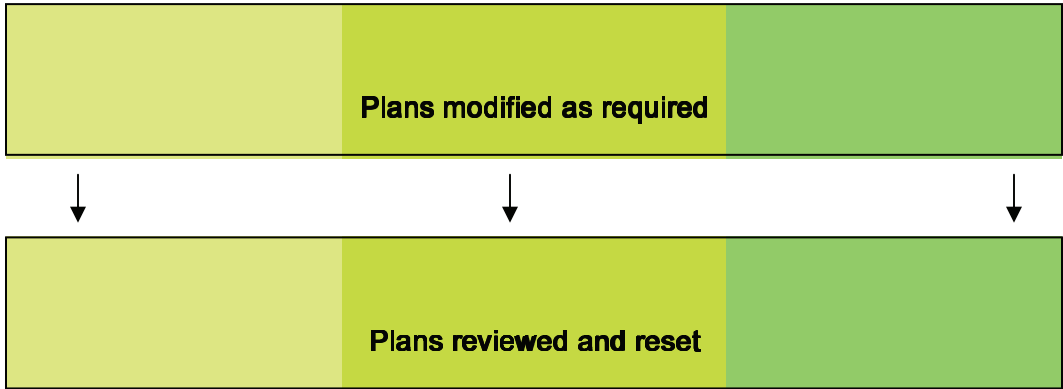 Plans modified as required
Plans reviewed and reset